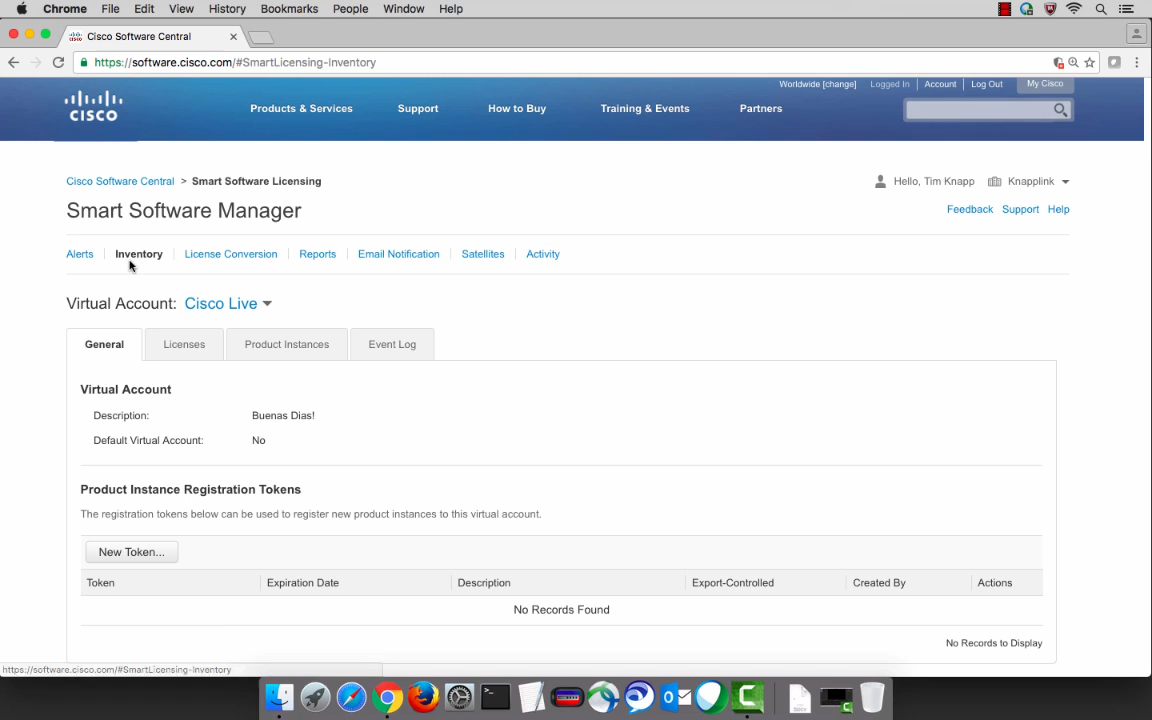 Chrome File Edit View History Bookmarks People Window Help
Cisco Software Central
https://software.cisco.com/#SmartLicensing-Inventory
Worldwide [change] Logged In Account Log Out My Cisco
CISCO
Products & Services Support How to Buy Training & Events Partners
Cisco Software Central > Smart Software Licensing
Hello, Tim Knapp Knapplink
Smart Software Manager
Feedback Support Help
Alerts Inventory License Conversion Reports Email Notification Satellites Activity
Virtual Account: Cisco Live
General Licenses Product Instances Event Log
Virtual Account
Description: Buenas Dias!
Default Virtual Account: No
Product Instance Registration Tokens
The registration tokens below can be used to register new product instances to this virtual account.
New Token...
Token Expiration Date Description Export-Controlled Created By Actions
No Records Found
No Records to Display
https://software.cisco.com/#SmartLicensing-Inventory